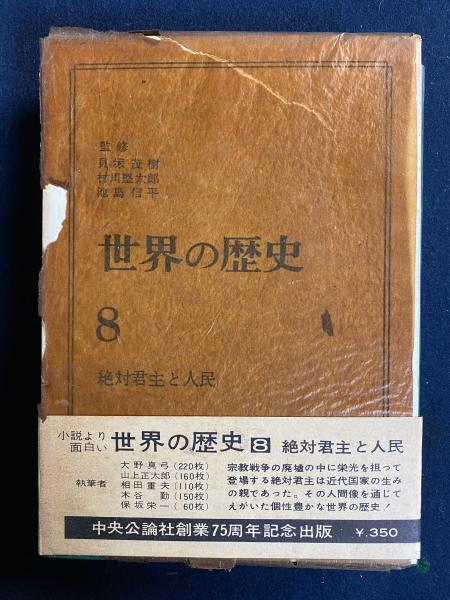 監修
貝塚茂樹
村川堅太郎
池島信平
世界の歴史
8
絶対君主と人民
小説より
面白い
世界の歴史 8 絶対君主と人民
執筆者
大野真弓(220枚)
山上正太郎(160枚)
相田重夫(110枚)
木谷勤(150枚)
保坂栄一(60枚)
宗教戦争の廃墟の中に栄光を担って
登場する絶対君主は近代国家の生み
の親であった。その人間像を通じて
えがいた個性豊かな世界の歴史!
中央公論社創業75周年記念出版 ¥.350